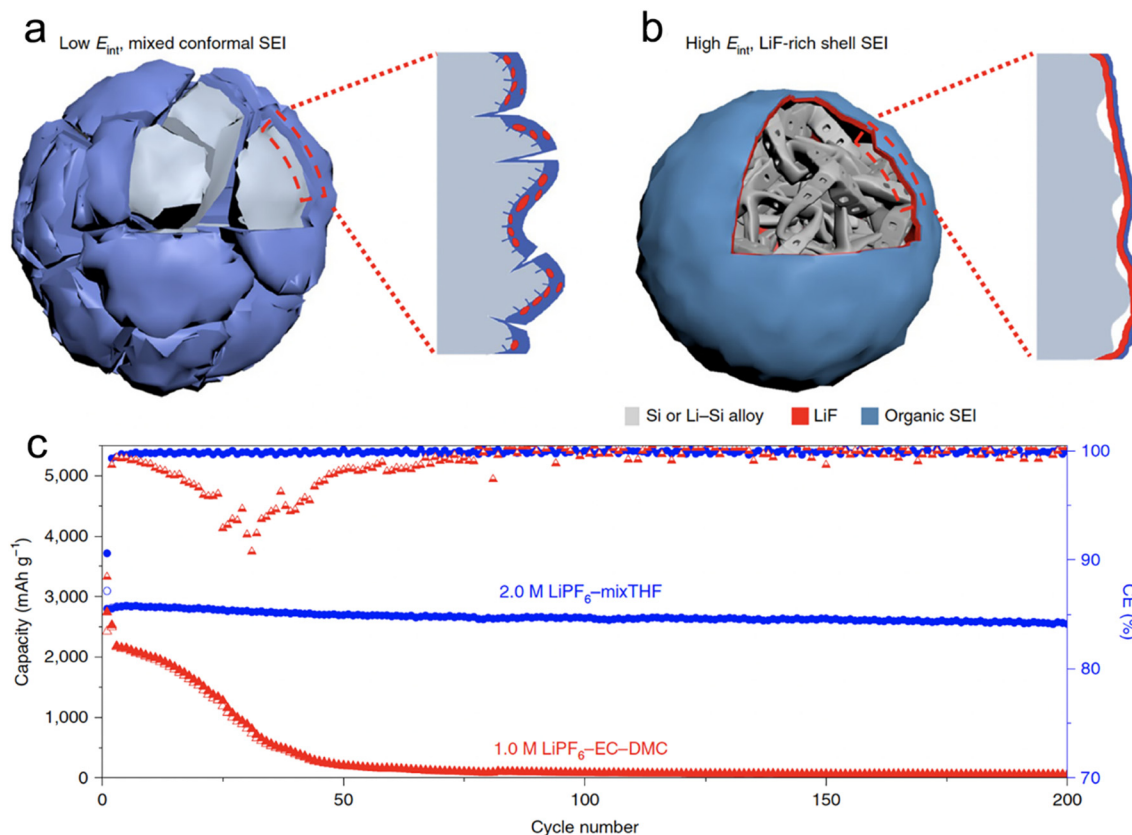 a
Low E_int, mixed conformal SEI
b
High E_int, LiF-rich shell SEI
Si or Li–Si alloy
LiF
Organic SEI
c
5,000
4,000
3,000
2,000
1,000
0
Capacity (mAh g⁻¹)
2.0 M LiPF₆–mixTHF
1.0 M LiPF₆–EC–DMC
100
90
80
70
CE (%)
0
50
100
150
200
Cycle number